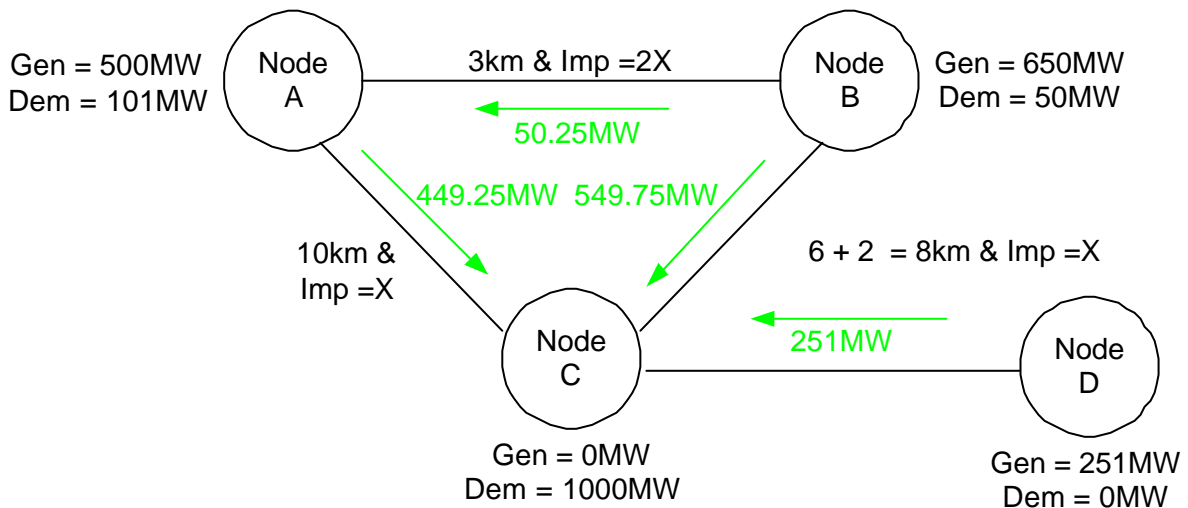 Gen = 500MW
Dem = 101MW
Node
A
3km & Imp =2X
50.25MW
Node
B
Gen = 650MW
Dem = 50MW
449.25MW
549.75MW
10km &
Imp =X
6 + 2 = 8km & Imp =X
251MW
Node
C
Gen = 0MW
Dem = 1000MW
Node
D
Gen = 251MW
Dem = 0MW